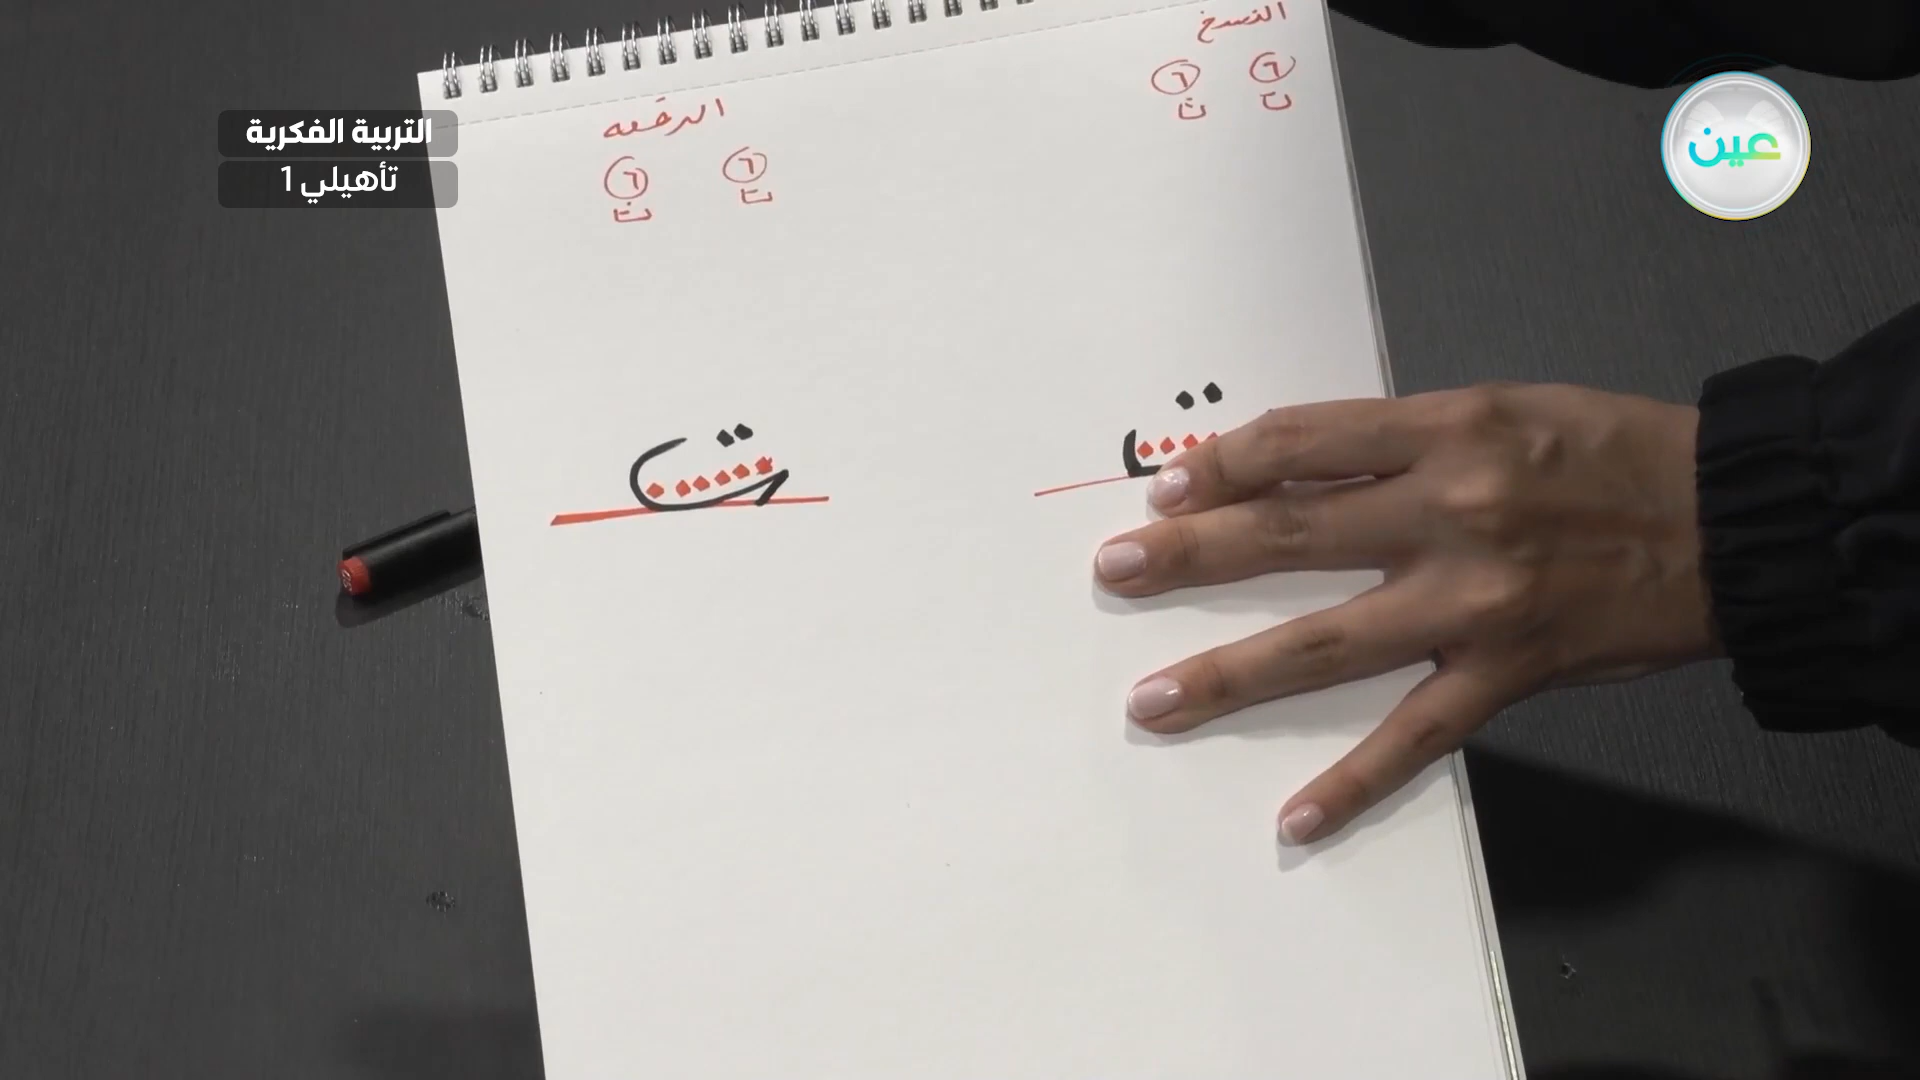 التربية الفكرية
تأهيلي 1
عين
النسخ
٦ ٦
ت ث
الرقعه
٦ ٦
ت ث
ت ت